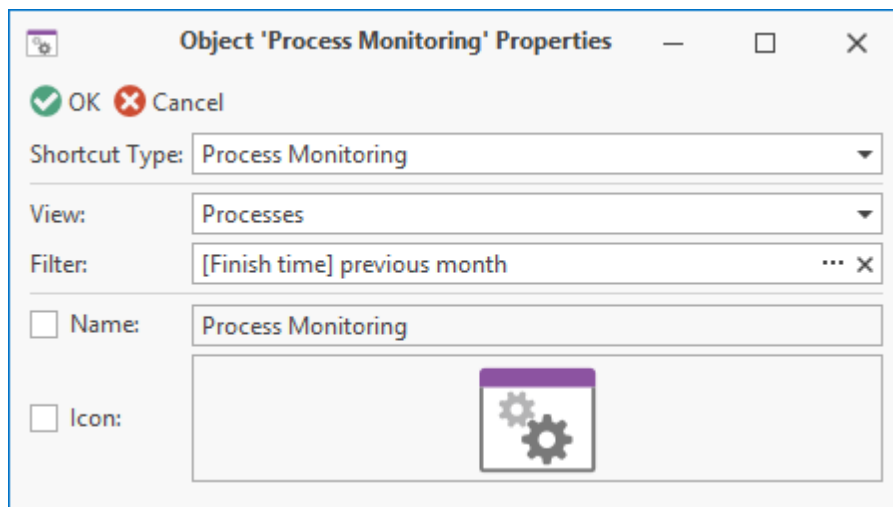 Object 'Process Monitoring' Properties
OK Cancel
Shortcut Type: Process Monitoring
View: Processes
Filter: [Finish time] previous month
Name: Process Monitoring
Icon: